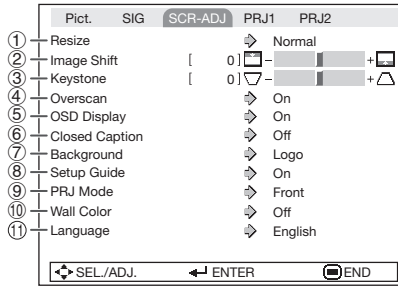 Pict. SIG SCR-ADJ PRJ1 PRJ2
① Resize Normal
② Image Shift [ 0 ] − +
③ Keystone [ 0 ] − +
④ Overscan On
⑤ OSD Display On
⑥ Closed Caption Off
⑦ Background Logo
⑧ Setup Guide On
⑨ PRJ Mode Front
⑩ Wall Color Off
⑪ Language English
SEL./ADJ. ENTER END